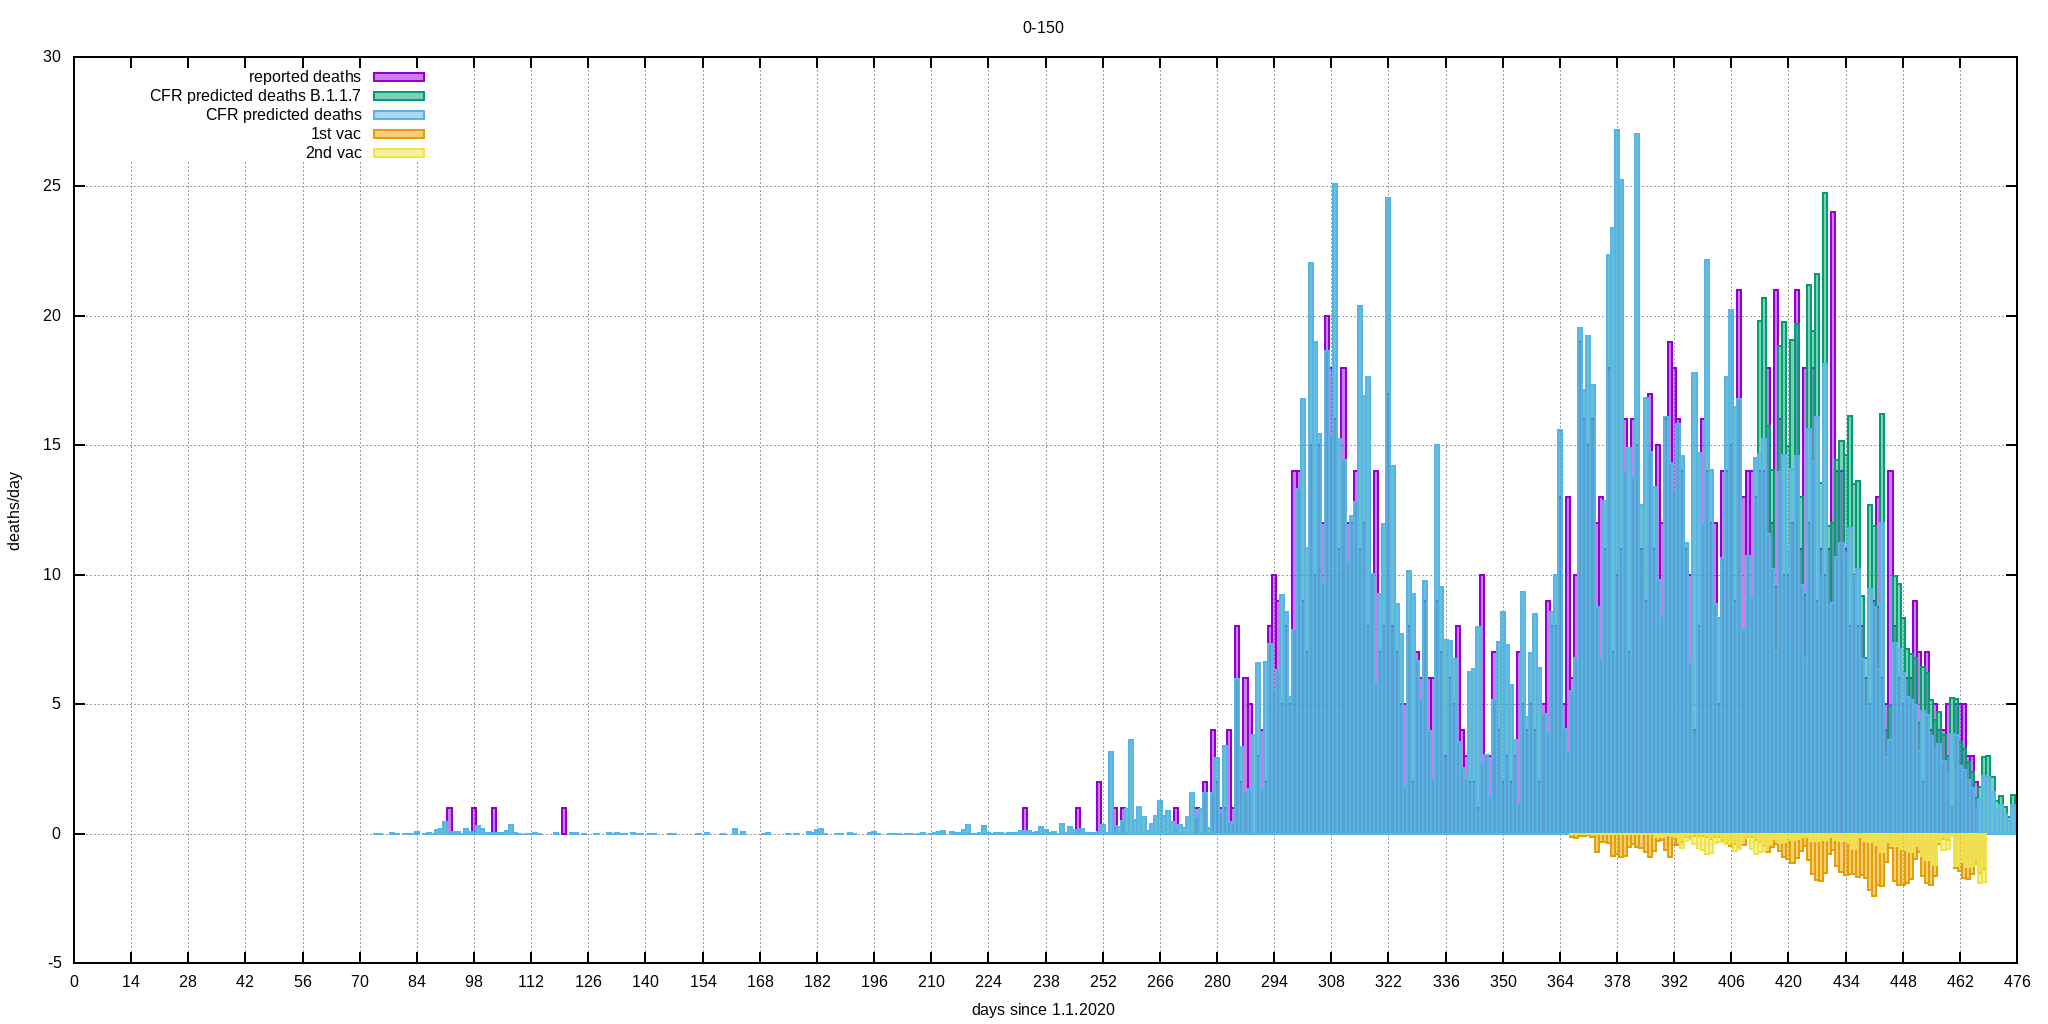 0-150
30
reported deaths
CFR predicted deaths B.1.1.7
CFR predicted deaths
1st vac
2nd vac
25
20
15
10
5
0
-5
deaths/day
0 14 28 42 56 70 84 98 112 126 140 154 168 182 196 210 224 238 252 266 280 294 308 322 336 350 364 378 392 406 420 434 448 462 476
days since 1.1.2020